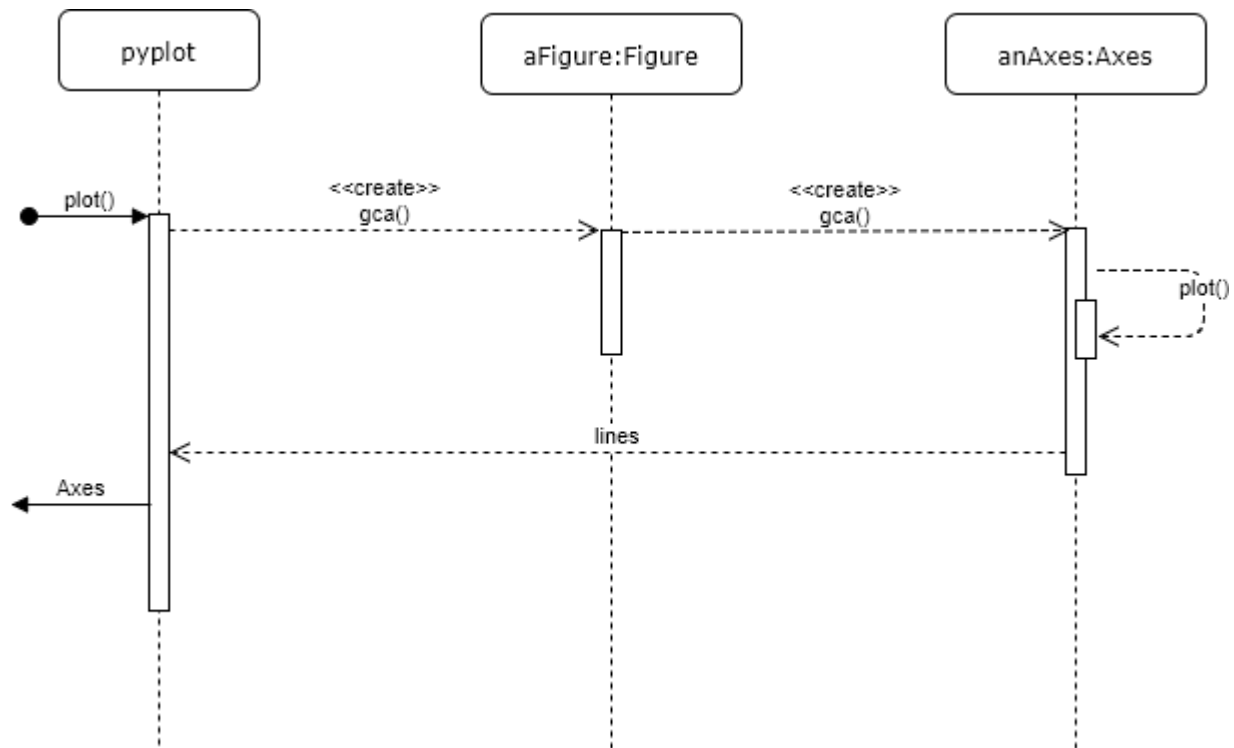 pyplot
aFigure:Figure
anAxes:Axes
plot()
<<create>>
gca()
<<create>>
gca()
plot()
lines
Axes